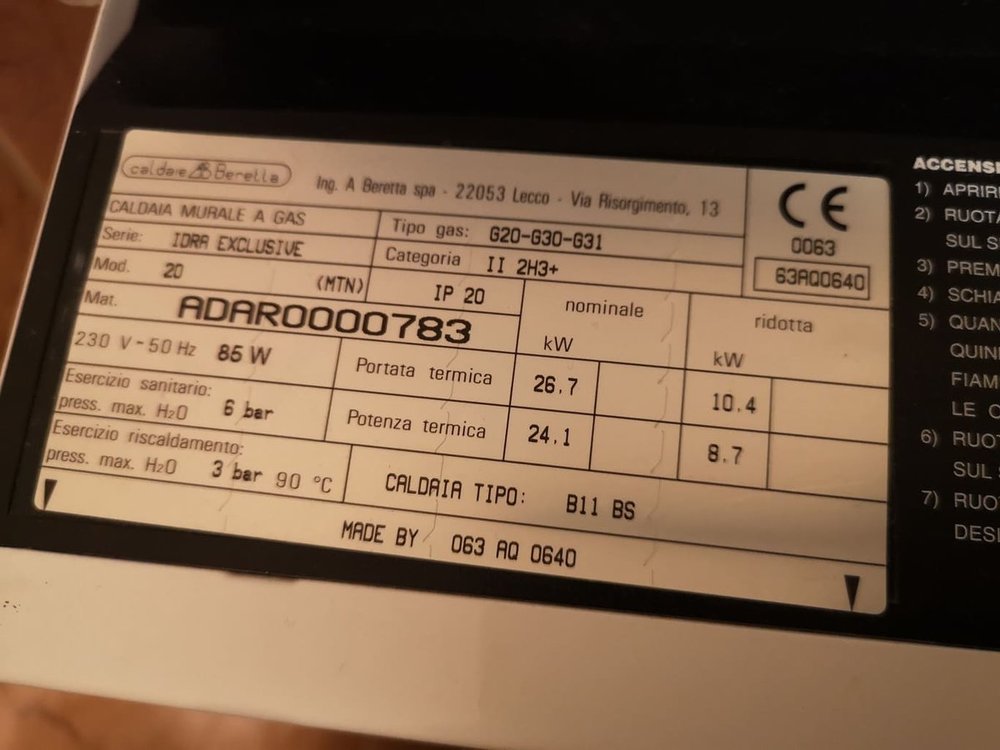 caldaie Beretta
Ing. A Beretta spa - 22053 Lecco - Via Risorgimento, 13
CE
0063
63AQ0640
CALDAIA MURALE A GAS
Tipo gas: G20-G30-G31
Serie: IDRA EXCLUSIVE
Categoria II 2H3+
Mod. 20 (MTN)
IP 20
Mat. ADAR0000783
nominale
kW
ridotta
kW
230 V - 50 Hz 85 W
Portata termica 26.7 10.4
Esercizio sanitario:
press. max. H2O 6 bar
Potenza termica 24.1 8.7
Esercizio riscaldamento:
press. max. H2O 3 bar 90 °C
CALDAIA TIPO: B11 BS
MADE BY 063 AQ 0640
ACCENSI
1) APRIR
2) RUOTA
SUL S
3) PREM
4) SCHIA
5) QUAN
QUIN
FIAM
LE
6) RUOT
SUL
7) RUO
DESI